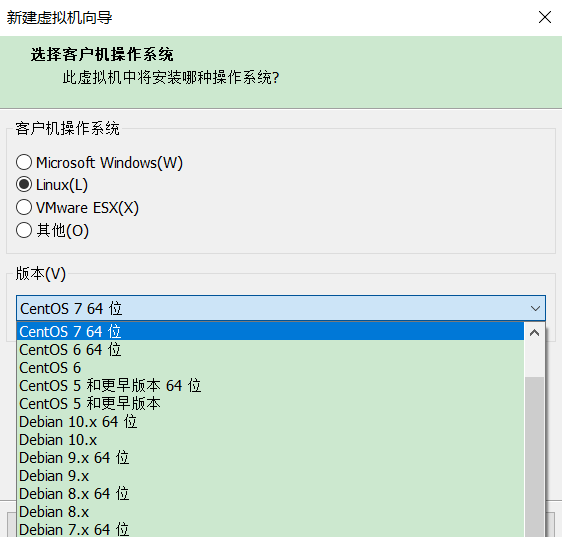 新建虚拟机向导
选择客户机操作系统
此虚拟机中将安装哪种操作系统?
客户机操作系统
Microsoft Windows(W)
Linux(L)
VMware ESX(X)
其他(O)
版本(V)
CentOS 7 64 位
CentOS 7 64 位
CentOS 6 64 位
CentOS 6
CentOS 5 和更早版本 64 位
CentOS 5 和更早版本
Debian 10.x 64 位
Debian 10.x
Debian 9.x 64 位
Debian 9.x
Debian 8.x 64 位
Debian 8.x
Debian 7.x 64 位